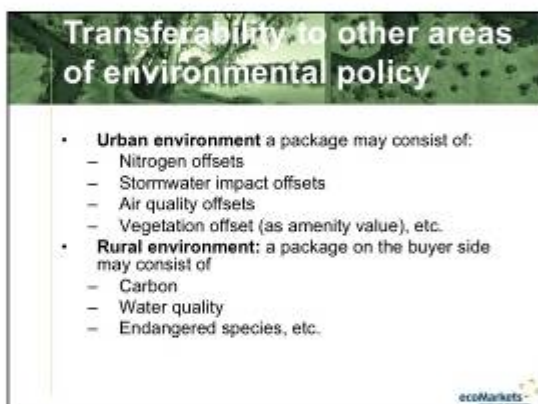 Transferability to other areas
of environmental policy
• Urban environment a package may consist of:
– Nitrogen offsets
– Stormwater impact offsets
– Air quality offsets
– Vegetation offset (as amenity value), etc.
• Rural environment: a package on the buyer side
may consist of
– Carbon
– Water quality
– Endangered species, etc.
ecoMarkets